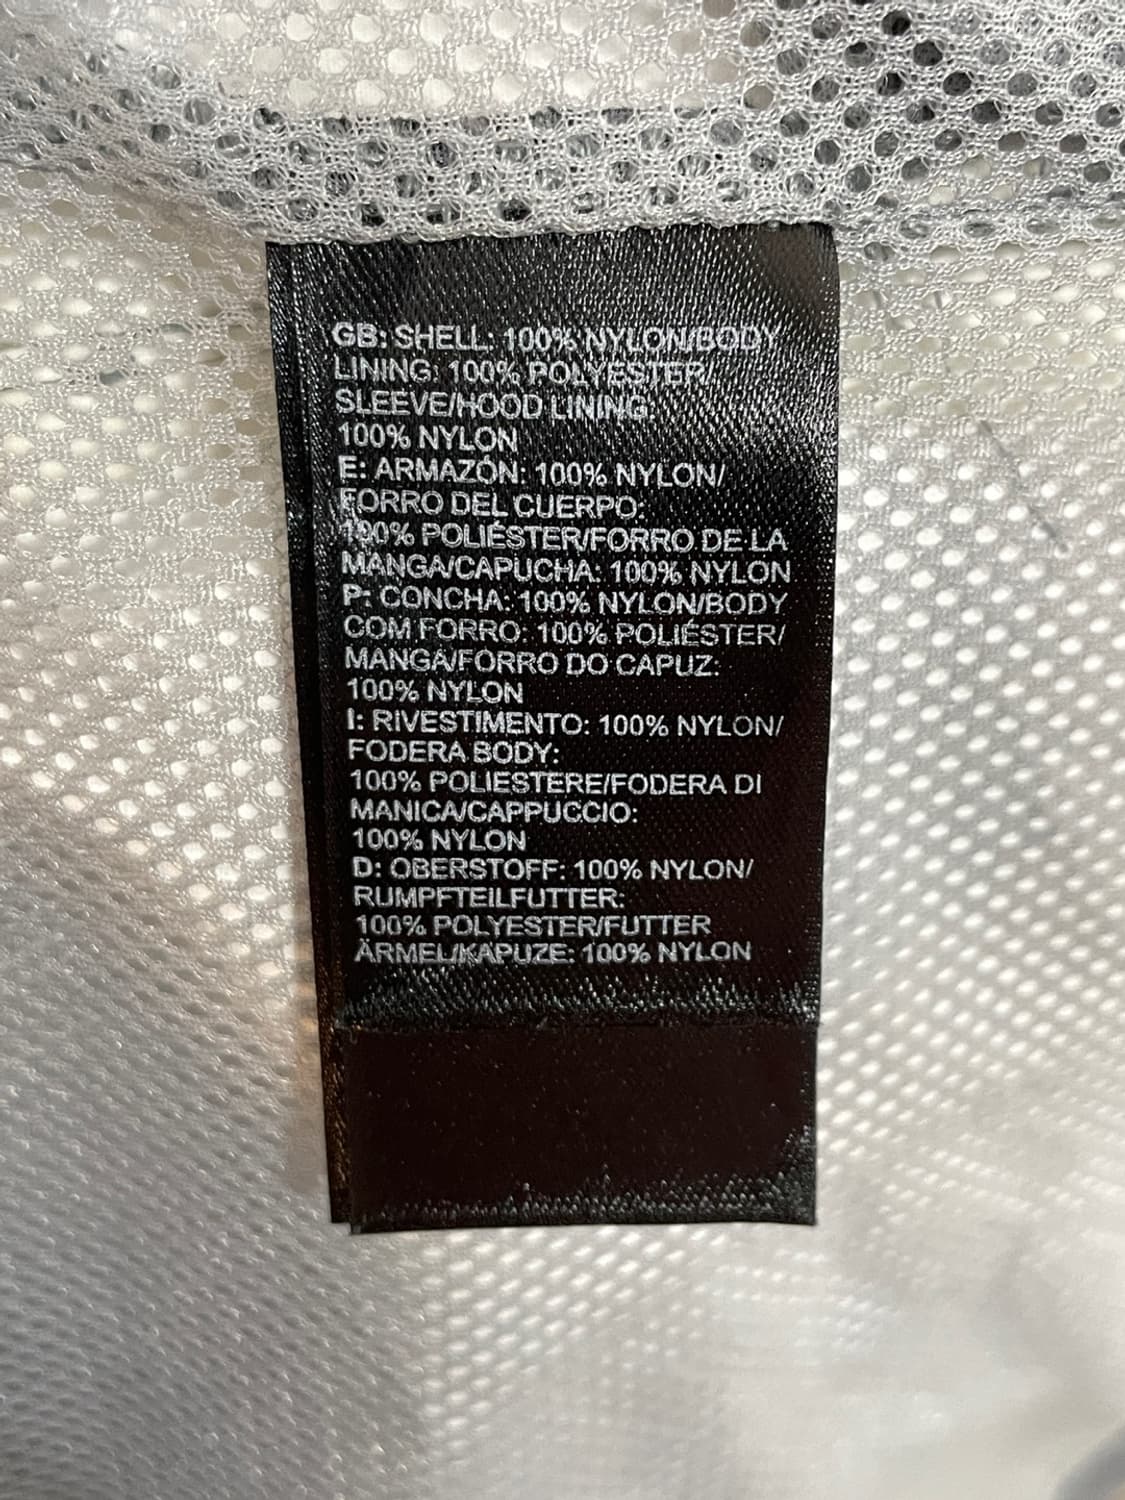 GB: SHELL: 100% NYLON/BODY
LINING: 100% POLYESTER/
SLEEVE/HOOD LINING:
100% NYLON
E: ARMAZÓN: 100% NYLON/
FORRO DEL CUERPO:
100% POLIÉSTER/FORRO DE LA
MANGA/CAPUCHA: 100% NYLON
P: CONCHA: 100% NYLON/BODY
COM FORRO: 100% POLIÉSTER/
MANGA/FORRO DO CAPUZ:
100% NYLON
I: RIVESTIMENTO: 100% NYLON/
FODERA BODY:
100% POLIESTERE/FODERA DI
MANICA/CAPPUCCIO:
100% NYLON
D: OBERSTOFF: 100% NYLON/
RUMPFTEILFUTTER:
100% POLYESTER/FUTTER
ÄRMEL/KAPUZE: 100% NYLON